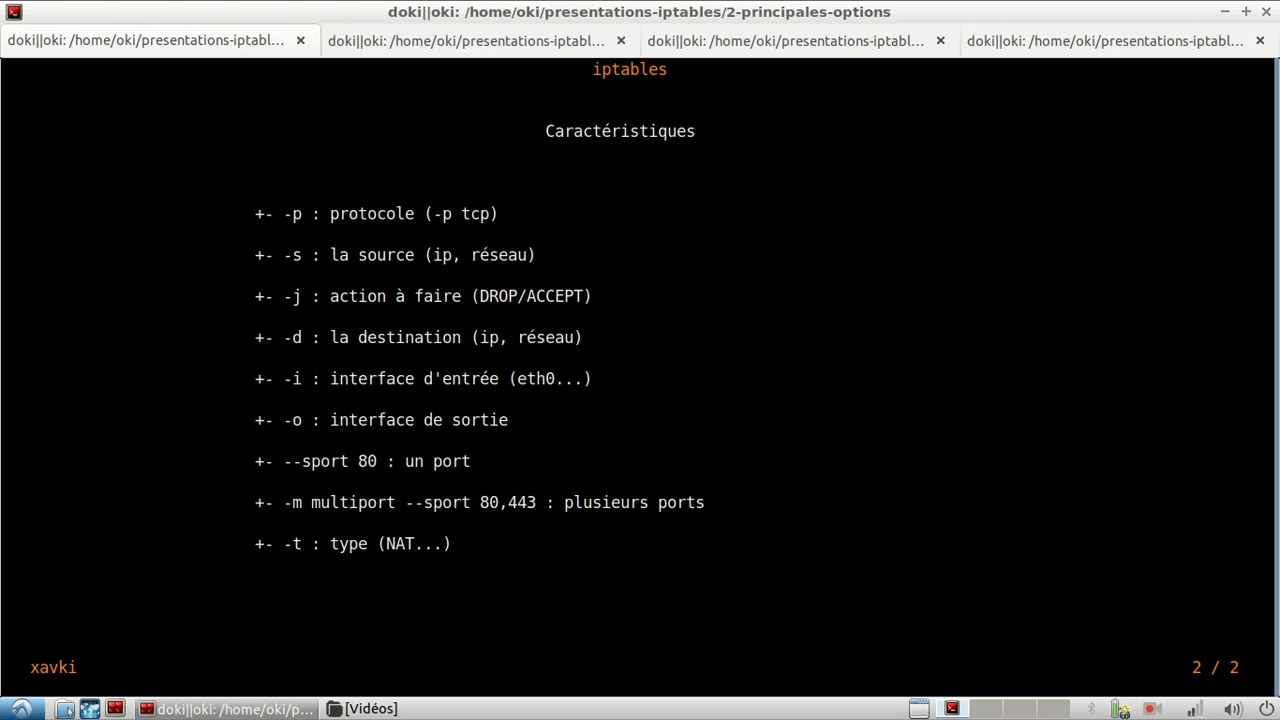 doki||oki: /home/oki/presentations-iptables/2-principales-options
doki||oki: /home/oki/presentations-iptabl... doki||oki: /home/oki/presentations-iptabl... doki||oki: /home/oki/presentations-iptabl... doki||oki: /home/oki/presentations-iptabl...
iptables
Caractéristiques
+- -p : protocole (-p tcp)
+- -s : la source (ip, réseau)
+- -j : action à faire (DROP/ACCEPT)
+- -d : la destination (ip, réseau)
+- -i : interface d'entrée (eth0...)
+- -o : interface de sortie
+- --sport 80 : un port
+- -m multiport --sport 80,443 : plusieurs ports
+- -t : type (NAT...)
xavki 2 / 2
doki||oki: /home/oki/p... [Vidéos]